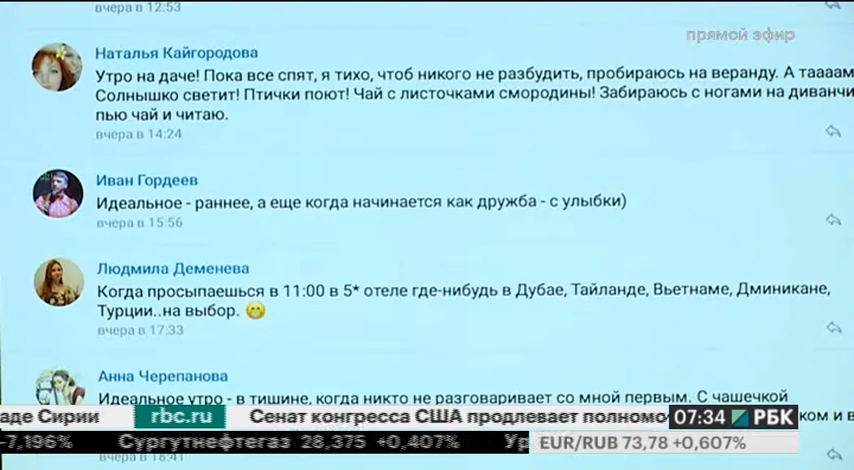 вчера в 12:53
прямой эфир
Наталья Кайгородова
Утро на даче! Пока все спят, я тихо, чтоб никого не разбудить, пробираюсь на веранду. А таааам
Солнышко светит! Птички поют! Чай с листочками смородины! Забираюсь с ногами на диванчи
пью чай и читаю.
вчера в 14:24
Иван Гордеев
Идеальное - раннее, а еще когда начинается как дружба - с улыбки)
вчера в 15:56
Людмила Деменева
Когда просыпаешься в 11:00 в 5* отеле где-нибудь в Дубае, Тайланде, Вьетнаме, Дминикане,
Турции..на выбор. 😁
вчера в 17:33
Анна Черепанова
Идеальное утро - в тишине, когда никто не разговаривает со мной первым. С чашечкой
аде Сирии rbc.ru Сенат конгресса США продлевает полномо 07:34 РБК ком и в
-7,196% Сургутнефтегаз 28,375 +0,407% Ур EUR/RUB 73,78 +0,607%
вчера в 18:41